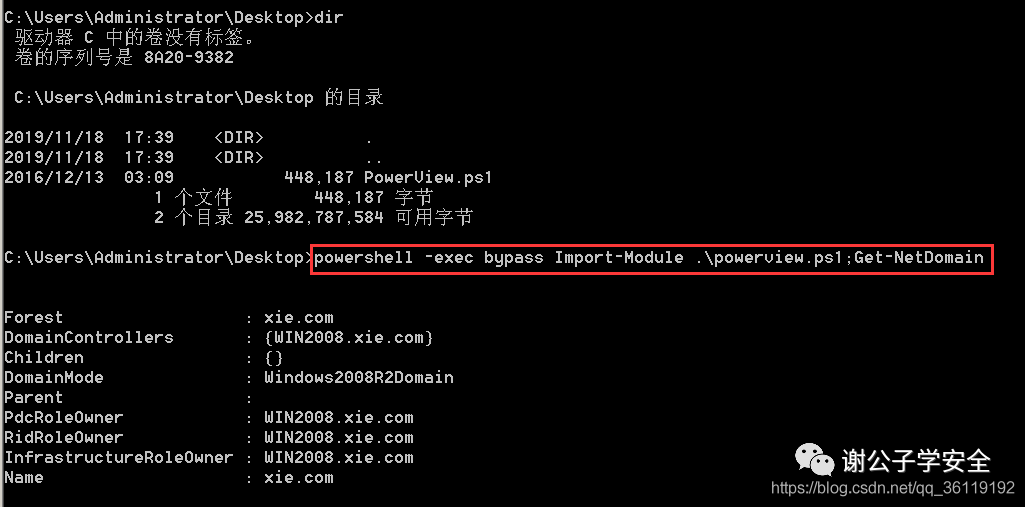 C:\Users\Administrator\Desktop>dir
驱动器 C 中的卷没有标签。
卷的序列号是 8A20-9382
C:\Users\Administrator\Desktop 的目录
2019/11/18  17:39    <DIR>          .
2019/11/18  17:39    <DIR>          ..
2016/12/13  03:09           448,187 PowerView.ps1
1 个文件        448,187 字节
2 个目录 25,982,787,584 可用字节
C:\Users\Administrator\Desktop>powershell -exec bypass Import-Module .\powerview.ps1;Get-NetDomain
Forest                  : xie.com
DomainControllers       : {WIN2008.xie.com}
Children                : {}
DomainMode              : Windows2008R2Domain
Parent                  :
PdcRoleOwner            : WIN2008.xie.com
RidRoleOwner            : WIN2008.xie.com
InfrastructureRoleOwner : WIN2008.xie.com
Name                    : xie.com
谢公子学安全
https://blog.csdn.net/qq_36119192